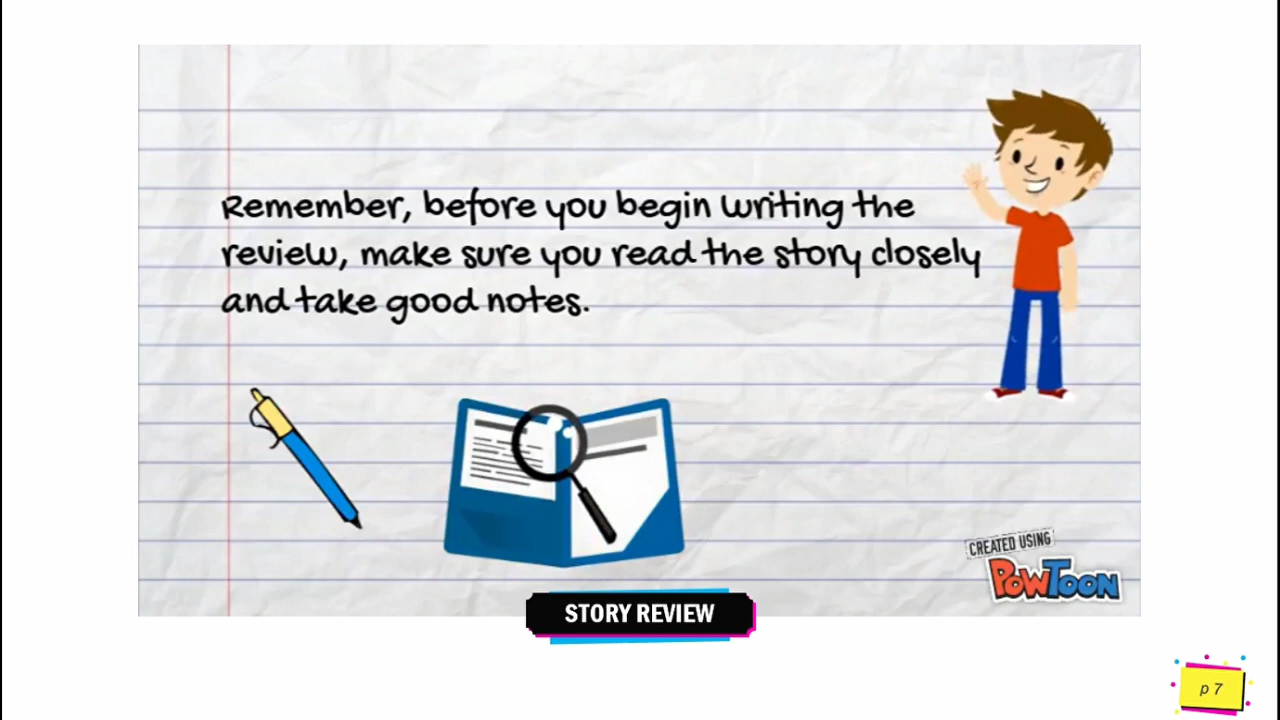 Remember, before you begin writing the
review, make sure you read the story closely
and take good notes.
CREATED USING
POWTOON
STORY REVIEW
p 7